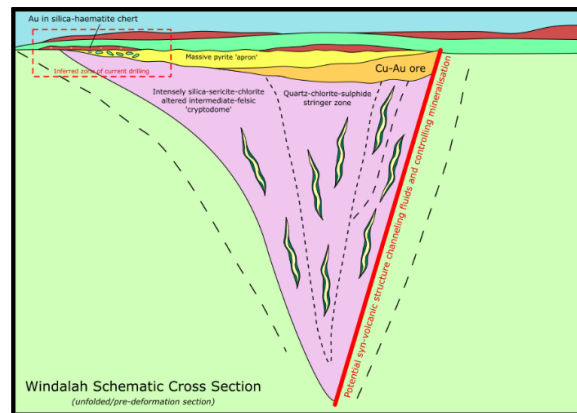 Au in silica-haematite chert
Massive pyrite 'apron'
Inferred zone of current drilling
Cu-Au ore
Intensely silica-sericite-chlorite
altered intermediate-felsic
'cryptodome'
Quartz-chlorite-sulphide
stringer zone
Potential syn-volcanic structure channeling fluids and controlling mineralisation
Windalah Schematic Cross Section
(unfolded/pre-deformation section)